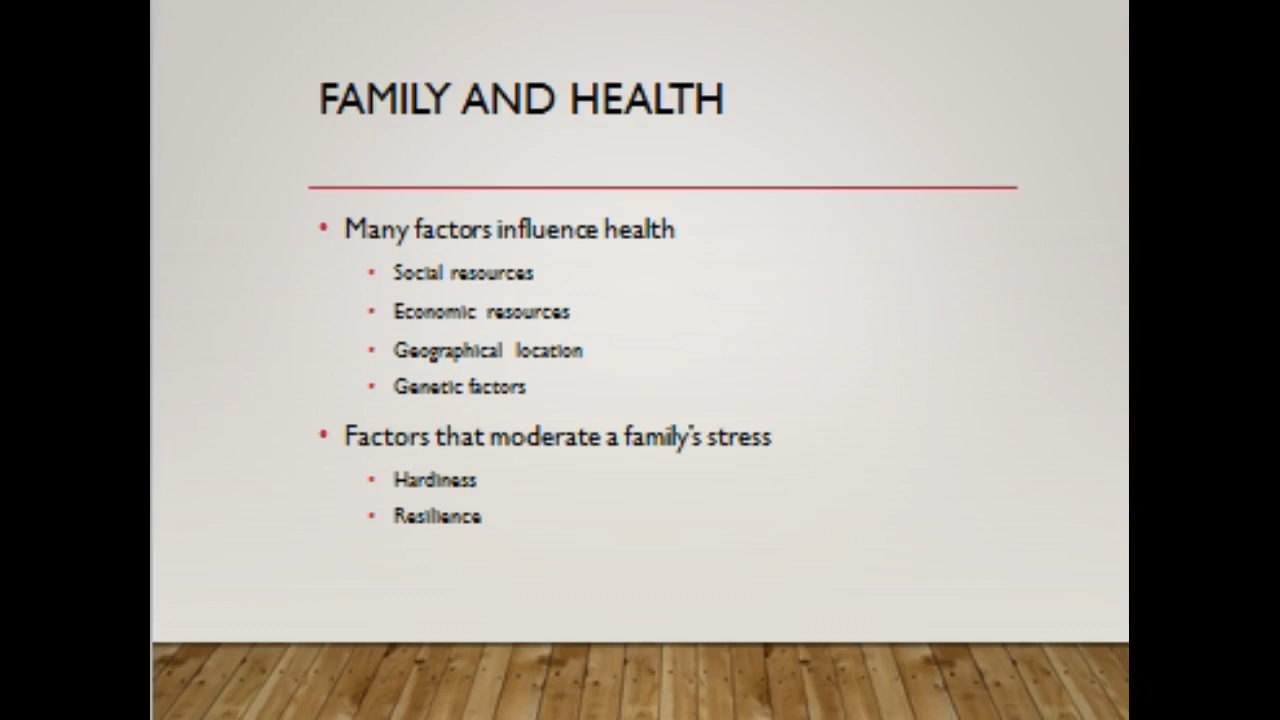 FAMILY AND HEALTH
• Many factors influence health
• Social resources
• Economic resources
• Geographical location
• Genetic factors
• Factors that moderate a family's stress
• Hardiness
• Resilience